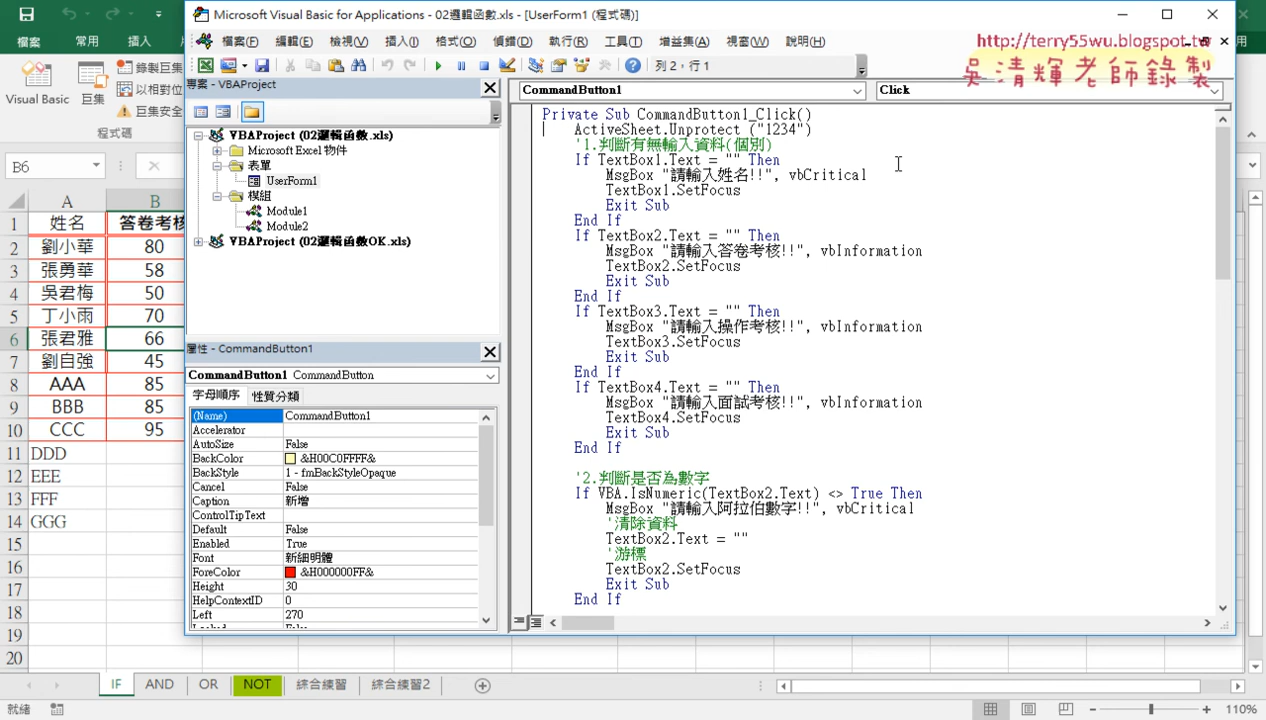 Microsoft Visual Basic for Applications - 02邏輯函數.xls - [UserForm1 (程式碼)]
檔案(F) 編輯(E) 檢視(V) 插入(I) 格式(O) 偵錯(D) 執行(R) 工具(T) 增益集(A) 視窗(W) 說明(H)
http://terry55wu.blogspot.tw
吳清輝老師錄製
列 2，行 1
檔案 常用 插入
Visual Basic
巨集
錄製巨集
以相對位
巨集安全
程式碼
專案 - VBAProject
VBAProject (02邏輯函數.xls)
Microsoft Excel 物件
表單
UserForm1
模組
Module1
Module2
VBAProject (02邏輯函數OK.xls)
屬性 - CommandButton1
CommandButton1 CommandButton
字母順序 性質分類
(Name) CommandButton1
Accelerator
AutoSize False
BackColor &H00C0FFFF&
BackStyle 1 - fmBackStyleOpaque
Cancel False
Caption 新增
ControlTipText
Default False
Enabled True
Font 新細明體
ForeColor &H000000FF&
Height 30
HelpContextID 0
Left 270
CommandButton1 Click
Private Sub CommandButton1_Click()
ActiveSheet.Unprotect ("1234")
'1.判斷有無輸入資料(個別)
If TextBox1.Text = "" Then
MsgBox "請輸入姓名!!", vbCritical
TextBox1.SetFocus
Exit Sub
End If
If TextBox2.Text = "" Then
MsgBox "請輸入答卷考核!!", vbInformation
TextBox2.SetFocus
Exit Sub
End If
If TextBox3.Text = "" Then
MsgBox "請輸入操作考核!!", vbInformation
TextBox3.SetFocus
Exit Sub
End If
If TextBox4.Text = "" Then
MsgBox "請輸入面試考核!!", vbInformation
TextBox4.SetFocus
Exit Sub
End If
'2.判斷是否為數字
If VBA.IsNumeric(TextBox2.Text) <> True Then
MsgBox "請輸入阿拉伯數字!!", vbCritical
'清除資料
TextBox2.Text = ""
'游標
TextBox2.SetFocus
Exit Sub
End If
B6
A B
1 姓名 答卷考核
2 劉小華 80
3 張勇華 58
4 吳君梅 50
5 丁小雨 70
6 張君雅 66
7 劉自強 45
8 AAA 85
9 BBB 85
10 CCC 95
11 DDD
12 EEE
13 FFF
14 GGG
15
16
17
18
19
20
IF AND OR NOT 綜合練習 綜合練習2
就緒
110%